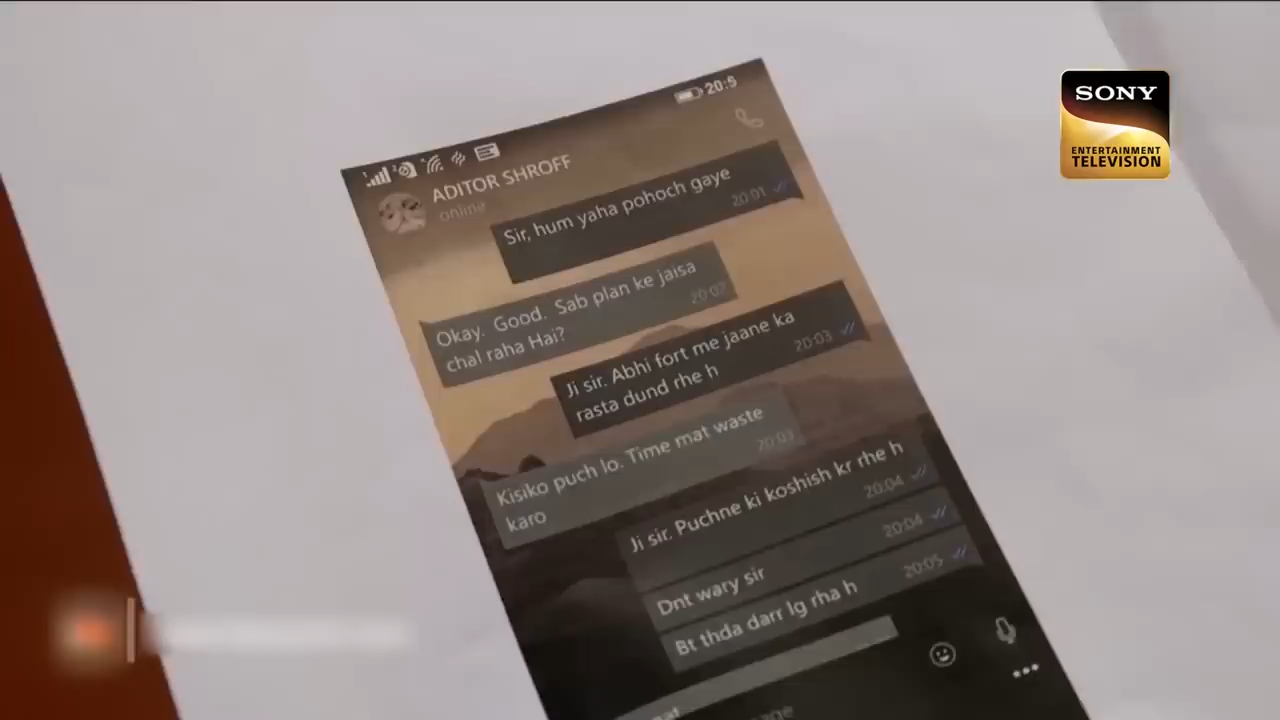 20:5
ADITOR SHROFF
online
Sir, hum yaha pohoch gaye
20:01
Okay. Good. Sab plan ke jaisa
chal raha Hai?
20:02
Ji sir. Abhi fort me jaane ka
rasta dund rhe h
20:03
Kisiko puch lo. Time mat waste
karo
20:03
Ji sir. Puchne ki koshish kr rhe h
20:04
Dnt wary sir
20:04
Bt thda darr lg rha h
20:05
SONY
ENTERTAINMENT
TELEVISION